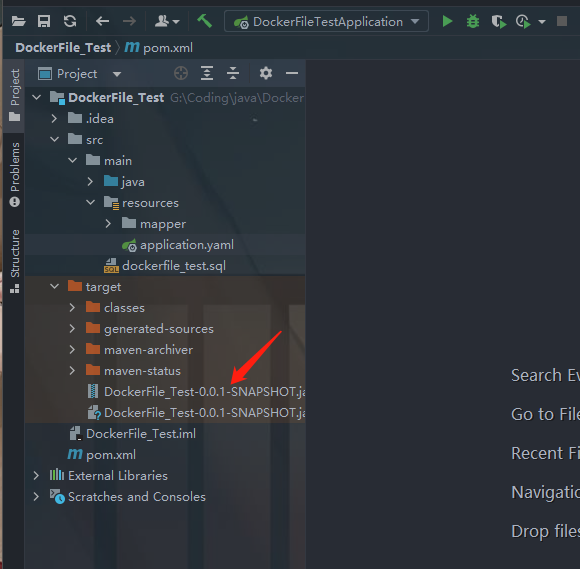 DockerFileTestApplication
DockerFile_Test
pom.xml
Project
DockerFile_Test G:\Coding\java\Docker
.idea
src
main
java
resources
mapper
application.yaml
dockerfile_test.sql
target
classes
generated-sources
maven-archiver
maven-status
DockerFile_Test-0.0.1-SNAPSHOT.ja
DockerFile_Test-0.0.1-SNAPSHOT.ja
DockerFile_Test.iml
pom.xml
External Libraries
Scratches and Consoles
Project
Problems
Structure
Search Ev
Go to File
Recent Fi
Navigatio
Drop files